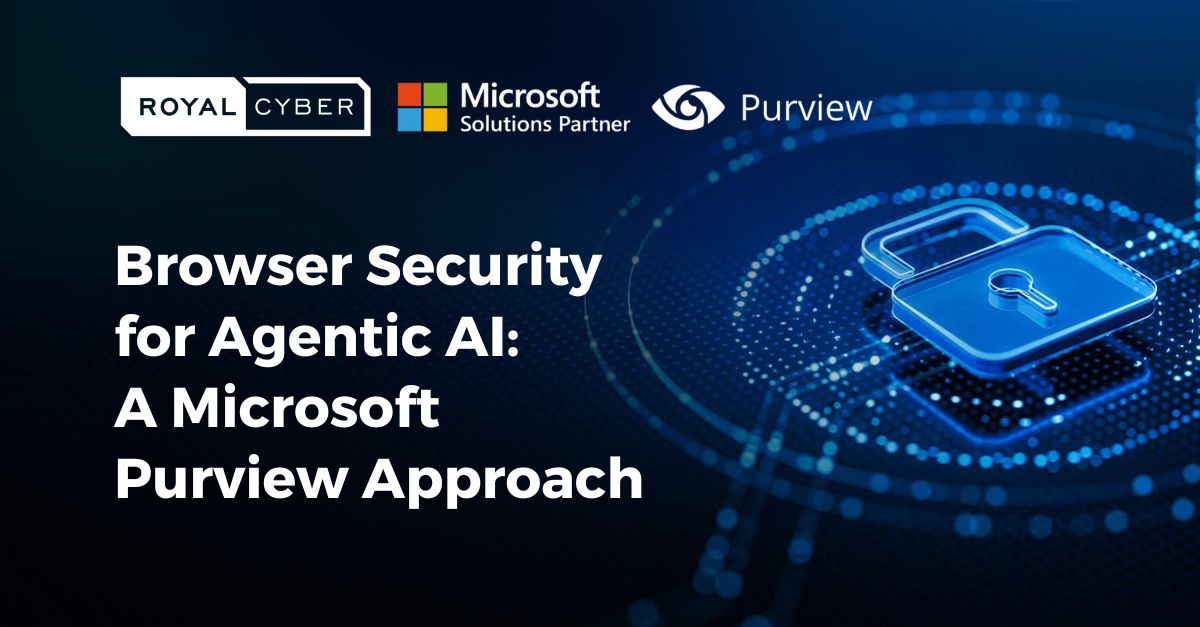 ROYAL CYBER
Microsoft
Solutions Partner
Purview
Browser Security
for Agentic AI:
A Microsoft
Purview Approach